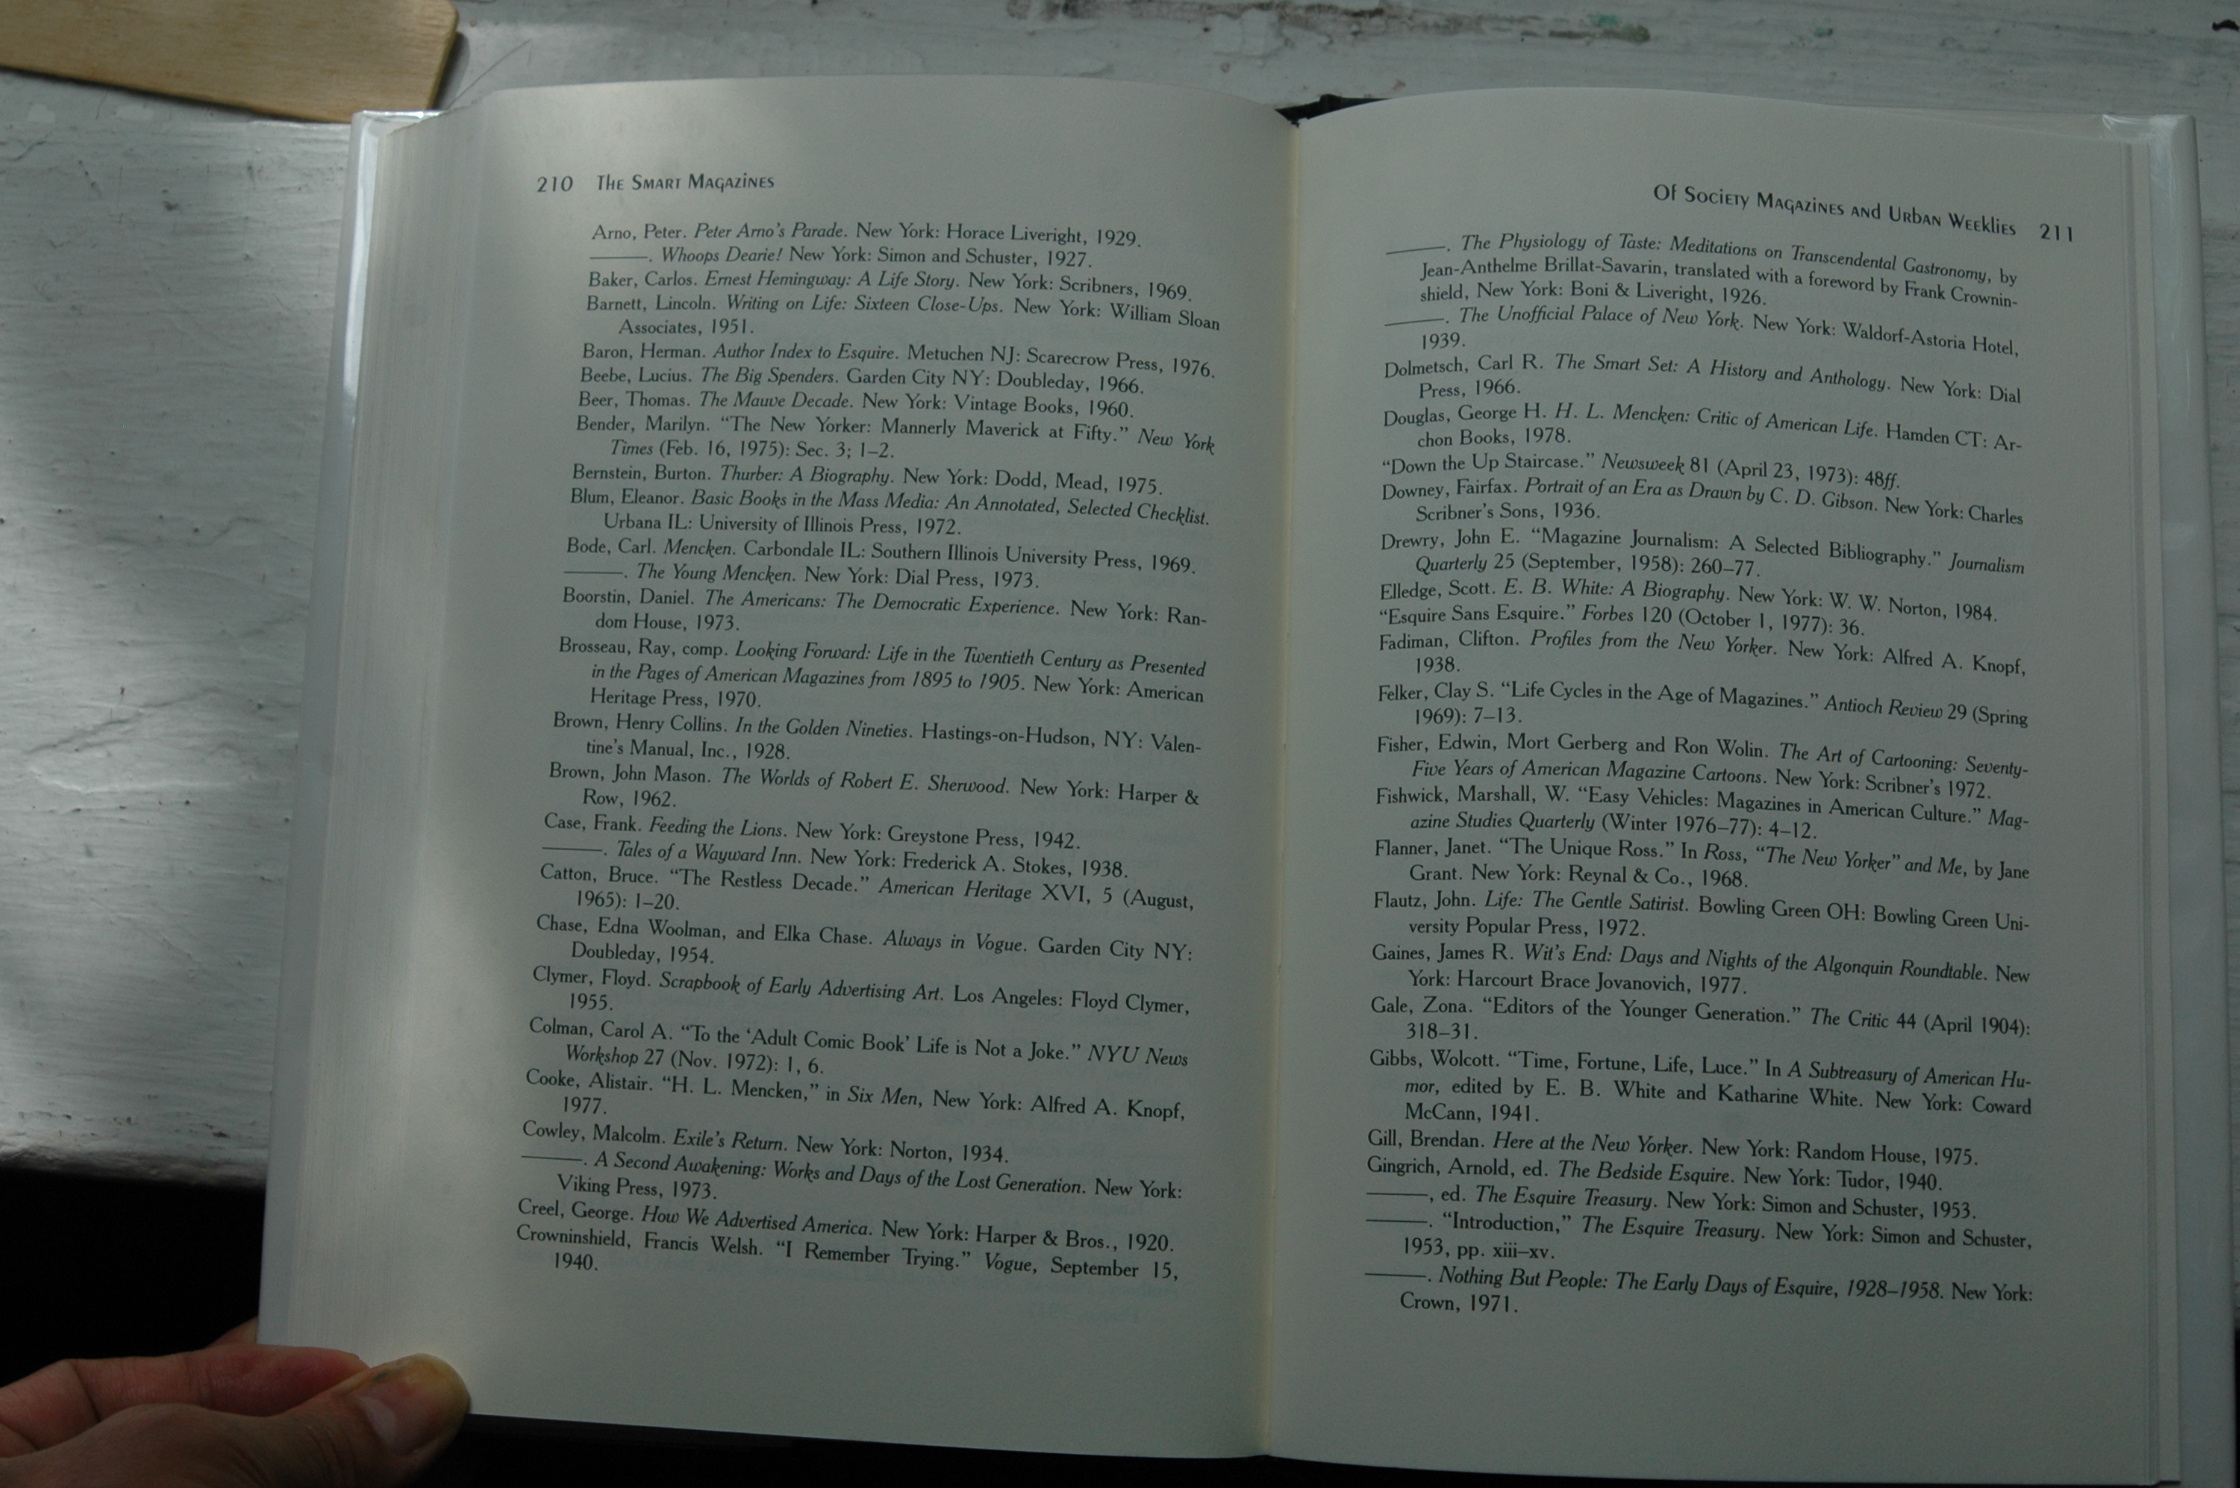 210 The Smart Magazines
Arno, Peter. Peter Arno's Parade. New York: Horace Liveright, 1929.
———. Whoops Dearie! New York: Simon and Schuster, 1927.
Baker, Carlos. Ernest Hemingway: A Life Story. New York: Scribners, 1969.
Barnett, Lincoln. Writing on Life: Sixteen Close-Ups. New York: William Sloan
Associates, 1951.
Baron, Herman. Author Index to Esquire. Metuchen NJ: Scarecrow Press, 1976.
Beebe, Lucius. The Big Spenders. Garden City NY: Doubleday, 1966.
Beer, Thomas. The Mauve Decade. New York: Vintage Books, 1960.
Bender, Marilyn. “The New Yorker: Mannerly Maverick at Fifty.” New York
Times (Feb. 16, 1975): Sec. 3; 1–2.
Bernstein, Burton. Thurber: A Biography. New York: Dodd, Mead, 1975.
Blum, Eleanor. Basic Books in the Mass Media: An Annotated, Selected Checklist.
Urbana IL: University of Illinois Press, 1972.
Bode, Carl. Mencken. Carbondale IL: Southern Illinois University Press, 1969.
———. The Young Mencken. New York: Dial Press, 1973.
Boorstin, Daniel. The Americans: The Democratic Experience. New York: Ran-
dom House, 1973.
Brosseau, Ray, comp. Looking Forward: Life in the Twentieth Century as Presented
in the Pages of American Magazines from 1895 to 1905. New York: American
Heritage Press, 1970.
Brown, Henry Collins. In the Golden Nineties. Hastings-on-Hudson, NY: Valen-
tine's Manual, Inc., 1928.
Brown, John Mason. The Worlds of Robert E. Sherwood. New York: Harper &
Row, 1962.
Case, Frank. Feeding the Lions. New York: Greystone Press, 1942.
———. Tales of a Wayward Inn. New York: Frederick A. Stokes, 1938.
Catton, Bruce. “The Restless Decade.” American Heritage XVI, 5 (August,
1965): 1–20.
Chase, Edna Woolman, and Elka Chase. Always in Vogue. Garden City NY:
Doubleday, 1954.
Clymer, Floyd. Scrapbook of Early Advertising Art. Los Angeles: Floyd Clymer,
1955.
Colman, Carol A. “To the ‘Adult Comic Book’ Life is Not a Joke.” NYU News
Workshop 27 (Nov. 1972): 1, 6.
Cooke, Alistair. “H. L. Mencken,” in Six Men, New York: Alfred A. Knopf,
1977.
Cowley, Malcolm. Exile's Return. New York: Norton, 1934.
———. A Second Awakening: Works and Days of the Lost Generation. New York:
Viking Press, 1973.
Creel, George. How We Advertised America. New York: Harper & Bros., 1920.
Crowninshield, Francis Welsh. “I Remember Trying.” Vogue, September 15,
1940.
Of Society Magazines and Urban Weeklies 211
———. The Physiology of Taste: Meditations on Transcendental Gastronomy, by
Jean-Anthelme Brillat-Savarin, translated with a foreword by Frank Crownin-
shield, New York: Boni & Liveright, 1926.
———. The Unofficial Palace of New York. New York: Waldorf-Astoria Hotel,
1939.
Dolmetsch, Carl R. The Smart Set: A History and Anthology. New York: Dial
Press, 1966.
Douglas, George H. H. L. Mencken: Critic of American Life. Hamden CT: Ar-
chon Books, 1978.
“Down the Up Staircase.” Newsweek 81 (April 23, 1973): 48ff.
Downey, Fairfax. Portrait of an Era as Drawn by C. D. Gibson. New York: Charles
Scribner's Sons, 1936.
Drewry, John E. “Magazine Journalism: A Selected Bibliography.” Journalism
Quarterly 25 (September, 1958): 260–77.
Elledge, Scott. E. B. White: A Biography. New York: W. W. Norton, 1984.
“Esquire Sans Esquire.” Forbes 120 (October 1, 1977): 36.
Fadiman, Clifton. Profiles from the New Yorker. New York: Alfred A. Knopf,
1938.
Felker, Clay S. “Life Cycles in the Age of Magazines.” Antioch Review 29 (Spring
1969): 7–13.
Fisher, Edwin, Mort Gerberg and Ron Wolin. The Art of Cartooning: Seventy-
Five Years of American Magazine Cartoons. New York: Scribner's 1972.
Fishwick, Marshall, W. “Easy Vehicles: Magazines in American Culture.” Mag-
azine Studies Quarterly (Winter 1976–77): 4–12.
Flanner, Janet. “The Unique Ross.” In Ross, “The New Yorker” and Me, by Jane
Grant. New York: Reynal & Co., 1968.
Flautz, John. Life: The Gentle Satirist. Bowling Green OH: Bowling Green Uni-
versity Popular Press, 1972.
Gaines, James R. Wit's End: Days and Nights of the Algonquin Roundtable. New
York: Harcourt Brace Jovanovich, 1977.
Gale, Zona. “Editors of the Younger Generation.” The Critic 44 (April 1904):
318–31.
Gibbs, Wolcott. “Time, Fortune, Life, Luce.” In A Subtreasury of American Hu-
mor, edited by E. B. White and Katharine White. New York: Coward
McCann, 1941.
Gill, Brendan. Here at the New Yorker. New York: Random House, 1975.
Gingrich, Arnold, ed. The Bedside Esquire. New York: Tudor, 1940.
———, ed. The Esquire Treasury. New York: Simon and Schuster, 1953.
———. “Introduction,” The Esquire Treasury. New York: Simon and Schuster,
1953, pp. xiii–xv.
———. Nothing But People: The Early Days of Esquire, 1928–1958. New York:
Crown, 1971.